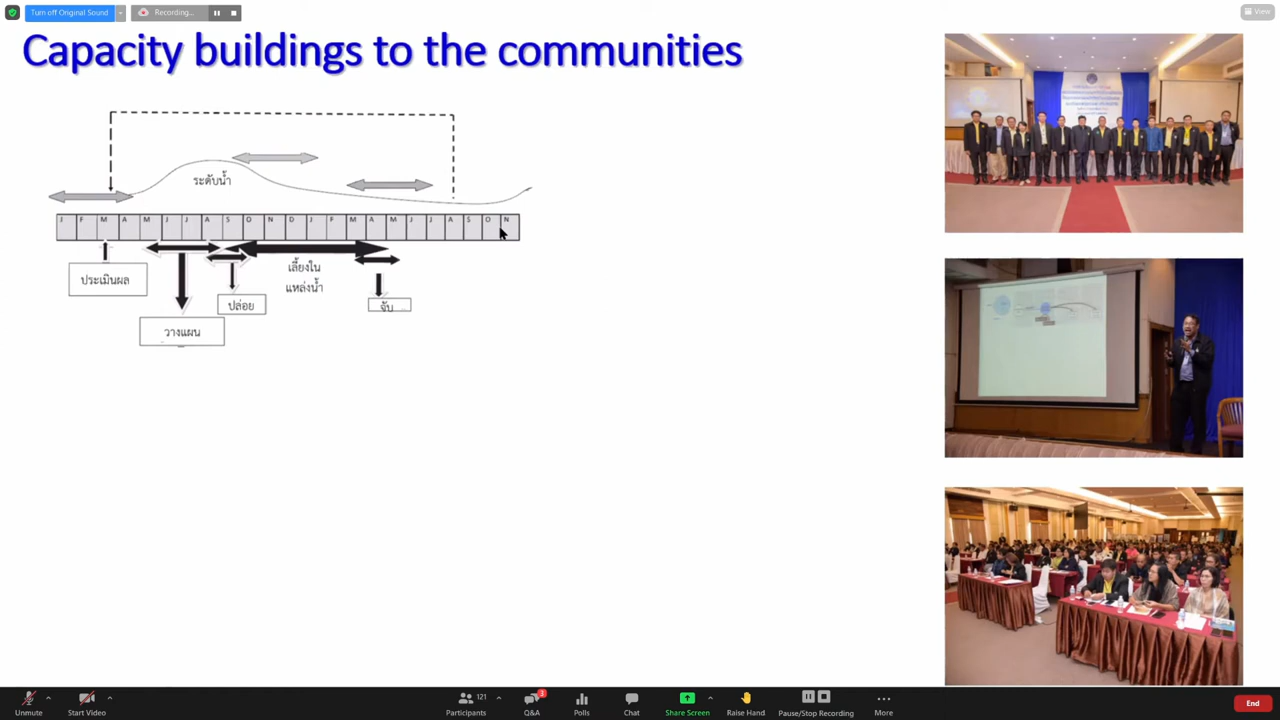 Turn off Original Sound
Recording...
View
Capacity buildings to the communities
ระดับน้ำ
J F M A M J J A S O N D J F M A M J J A S O N
ประเมินผล
เลี้ยงใน
แหล่งน้ำ
ปล่อย
จับ
วางแผน
Unmute
Start Video
121
Participants
3
Q&A
Polls
Chat
Share Screen
Raise Hand
Pause/Stop Recording
More
End